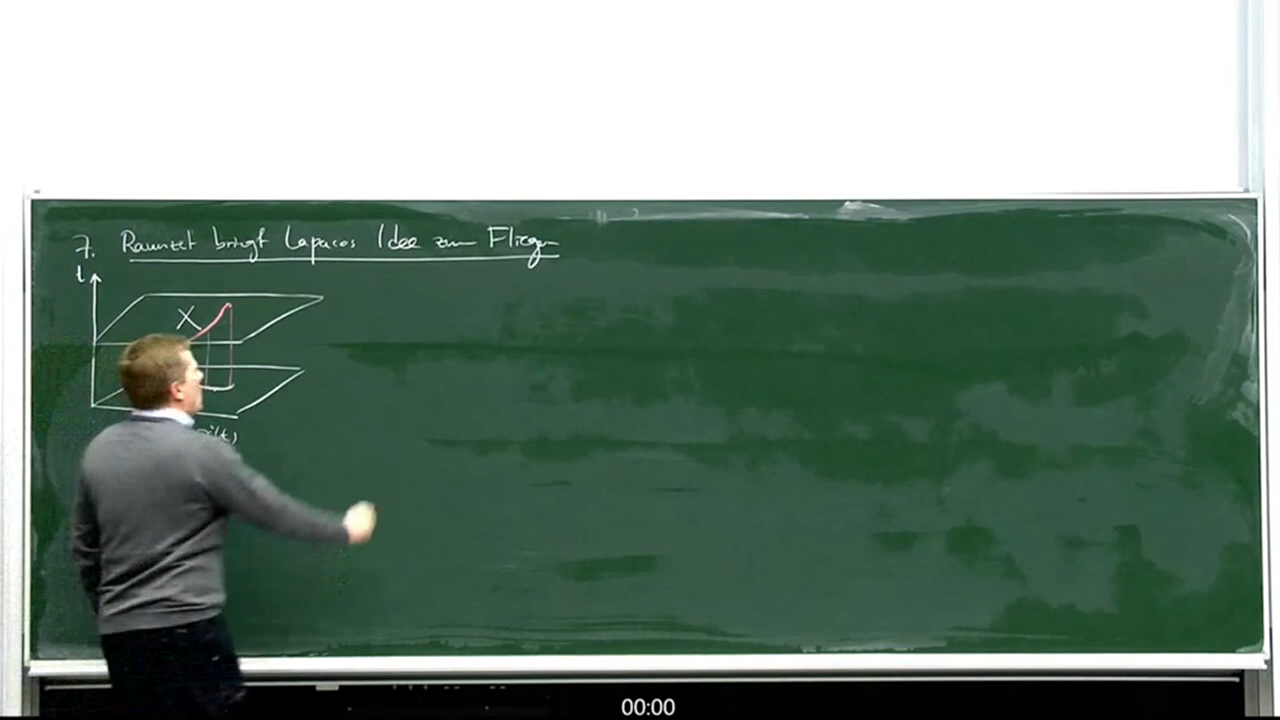 7. Raumzeit bringt Laplaces Idee zum Fliegen
t
X
(t)
00:00